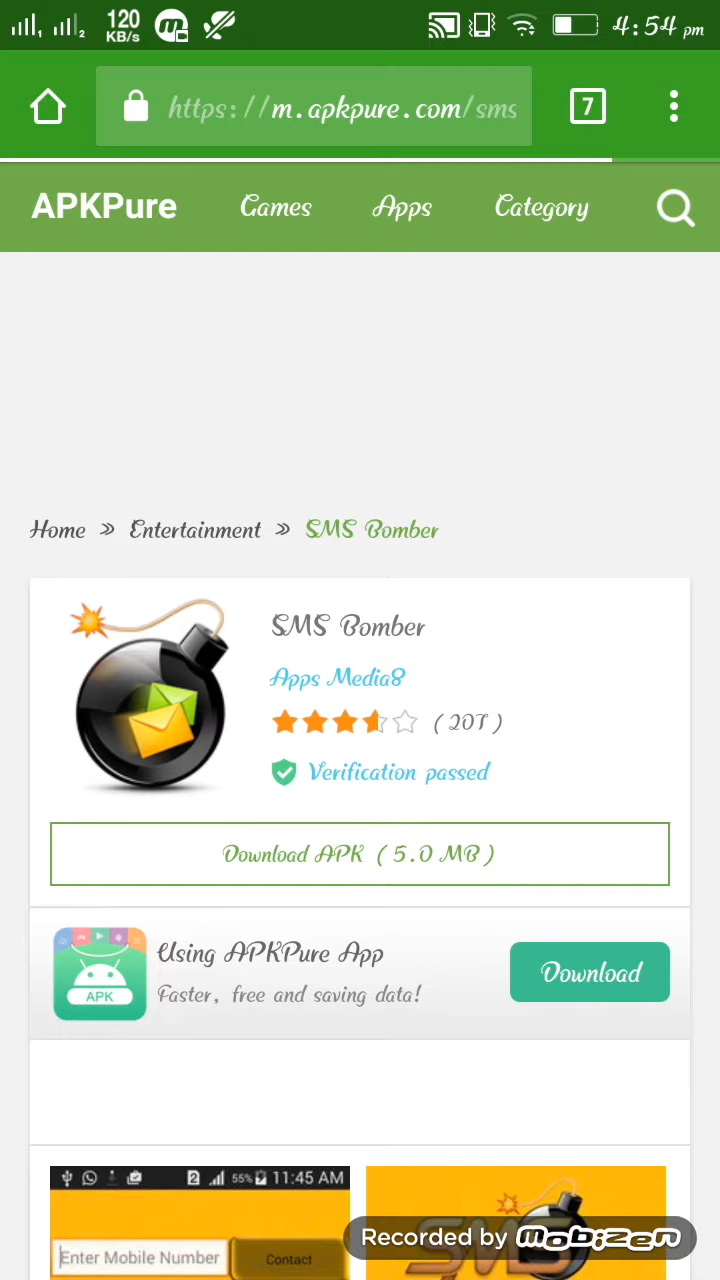 120
KB/s
4:54 pm
https://m.apkpure.com/sms
7
APKPure
Games
Apps
Category
Home » Entertainment » SMS Bomber
SMS Bomber
Apps Media8
(207)
Verification passed
Download APK (5.0 MB)
Using APKPure App
Faster, free and saving data!
Download
APK
2 55% 11:45 AM
Enter Mobile Number
Contact
Recorded by mobizen